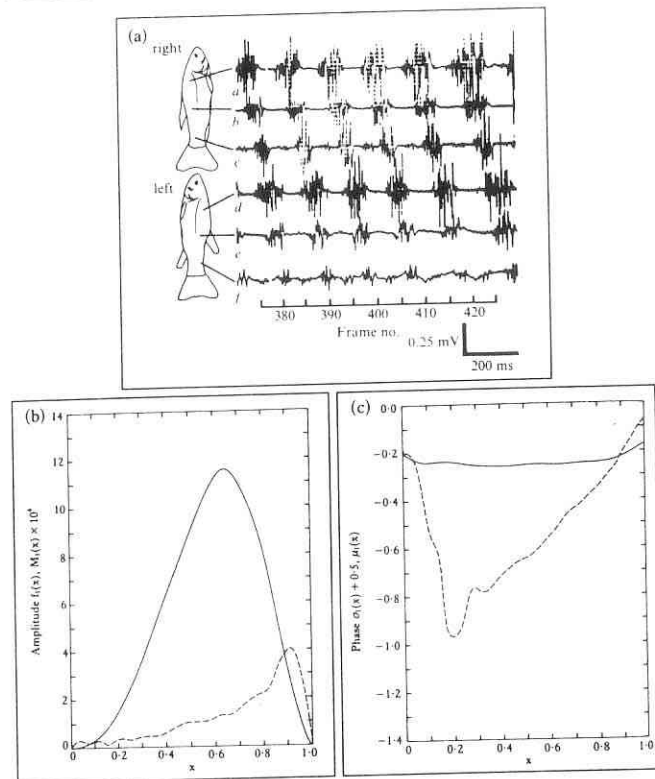 (a)
right
a
b
c
left
d
e
f
380 390 400 410 420
Frame no.
0.25 mV
200 ms
(b)
14
12
10
8
6
4
2
0
Amplitude f₁(x), M₁(x) × 10⁴
0 0·2 0·4 0·6 0·8 1·0
x
(c)
0·0
−0·2
−0·4
−0·6
−0·8
−1·0
−1·2
−1·4
Phase σ₁(x) + 0·5, μ₁(x)
0 0·2 0·4 0·6 0·8 1·0
x